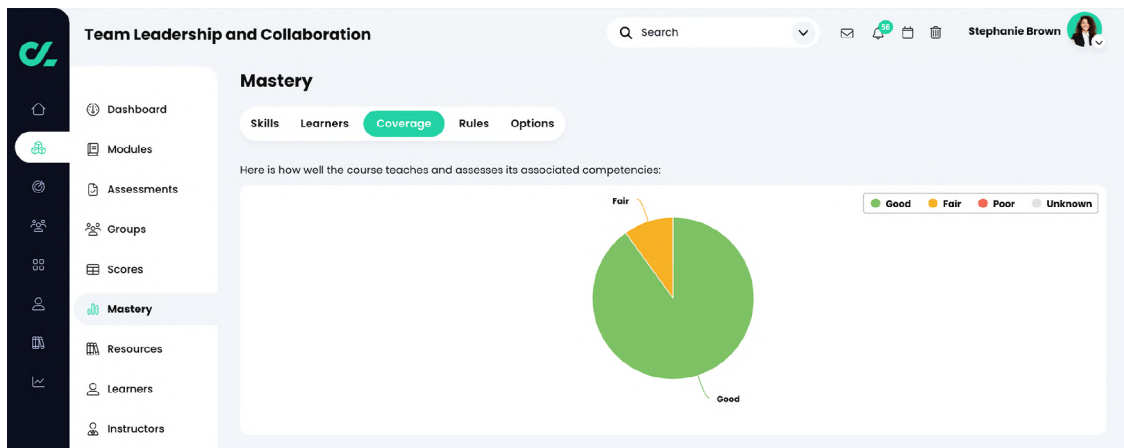 Team Leadership and Collaboration
Search
56
Stephanie Brown
Dashboard
Modules
Assessments
Groups
Scores
Mastery
Resources
Learners
Instructors
Mastery
Skills Learners Coverage Rules Options
Here is how well the course teaches and assesses its associated competencies:
Good Fair Poor Unknown
Fair
Good